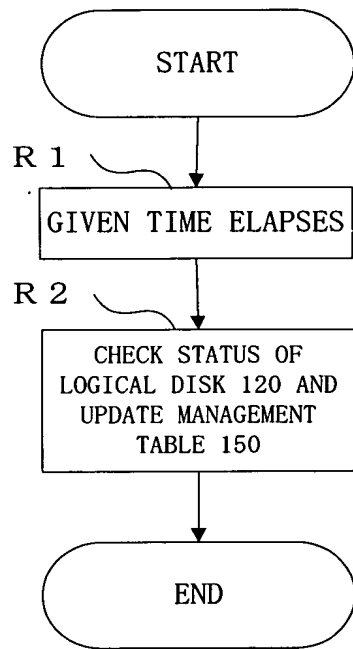 START
R 1
GIVEN TIME ELAPSES
R 2
CHECK STATUS OF
LOGICAL DISK 120 AND
UPDATE MANAGEMENT
TABLE 150
END